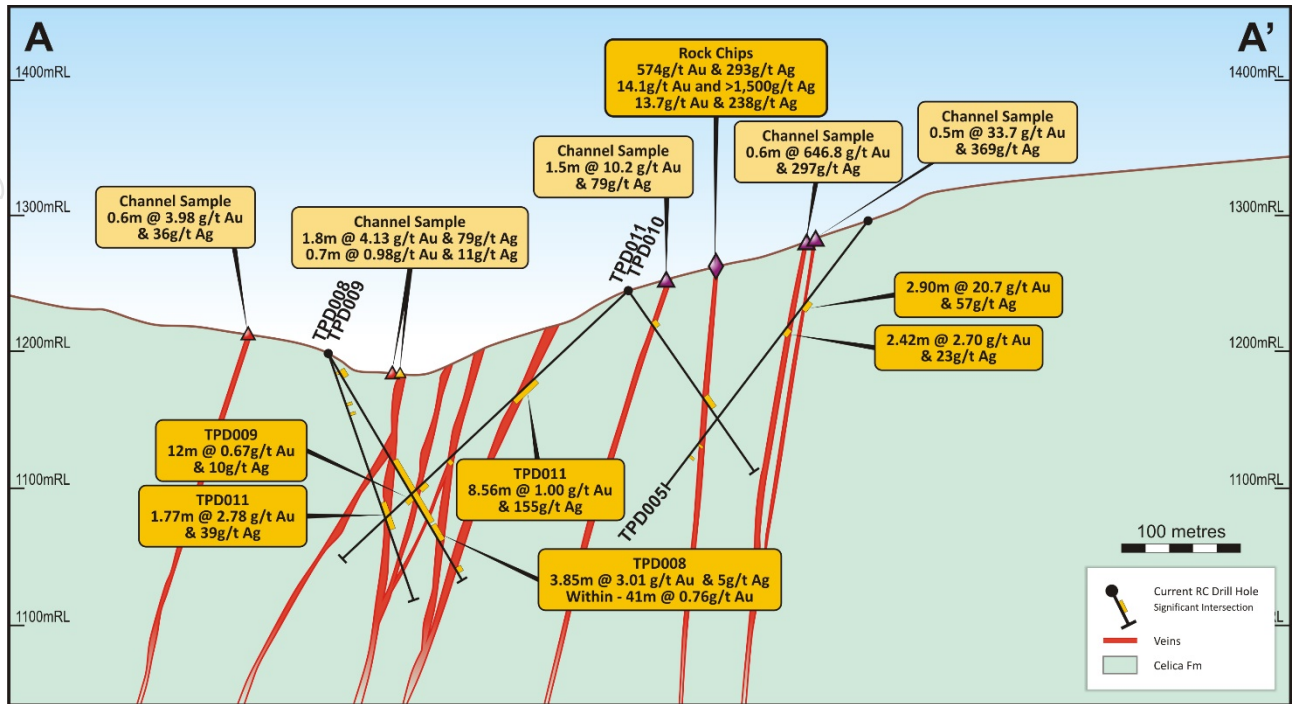 A
A'
1400mRL
1400mRL
Rock Chips
574g/t Au & 293g/t Ag
14.1g/t Au and >1,500g/t Ag
13.7g/t Au & 238g/t Ag
Channel Sample
0.5m @ 33.7 g/t Au
& 369g/t Ag
Channel Sample
0.6m @ 646.8 g/t Au
& 297g/t Ag
Channel Sample
1.5m @ 10.2 g/t Au
& 79g/t Ag
Channel Sample
0.6m @ 3.98 g/t Au
& 36g/t Ag
Channel Sample
1.8m @ 4.13 g/t Au & 79g/t Ag
0.7m @ 0.98g/t Au & 11g/t Ag
1300mRL
1300mRL
TPD011
TPD010
TPD008
TPD009
2.90m @ 20.7 g/t Au
& 57g/t Ag
2.42m @ 2.70 g/t Au
& 23g/t Ag
1200mRL
1200mRL
TPD009
12m @ 0.67g/t Au
& 10g/t Ag
TPD011
1.77m @ 2.78 g/t Au
& 39g/t Ag
TPD011
8.56m @ 1.00 g/t Au
& 155g/t Ag
TPD005
1100mRL
1100mRL
TPD008
3.85m @ 3.01 g/t Au & 5g/t Ag
Within - 41m @ 0.76g/t Au
100 metres
Current RC Drill Hole
Significant Intersection
Veins
Celica Fm
1100mRL
RL